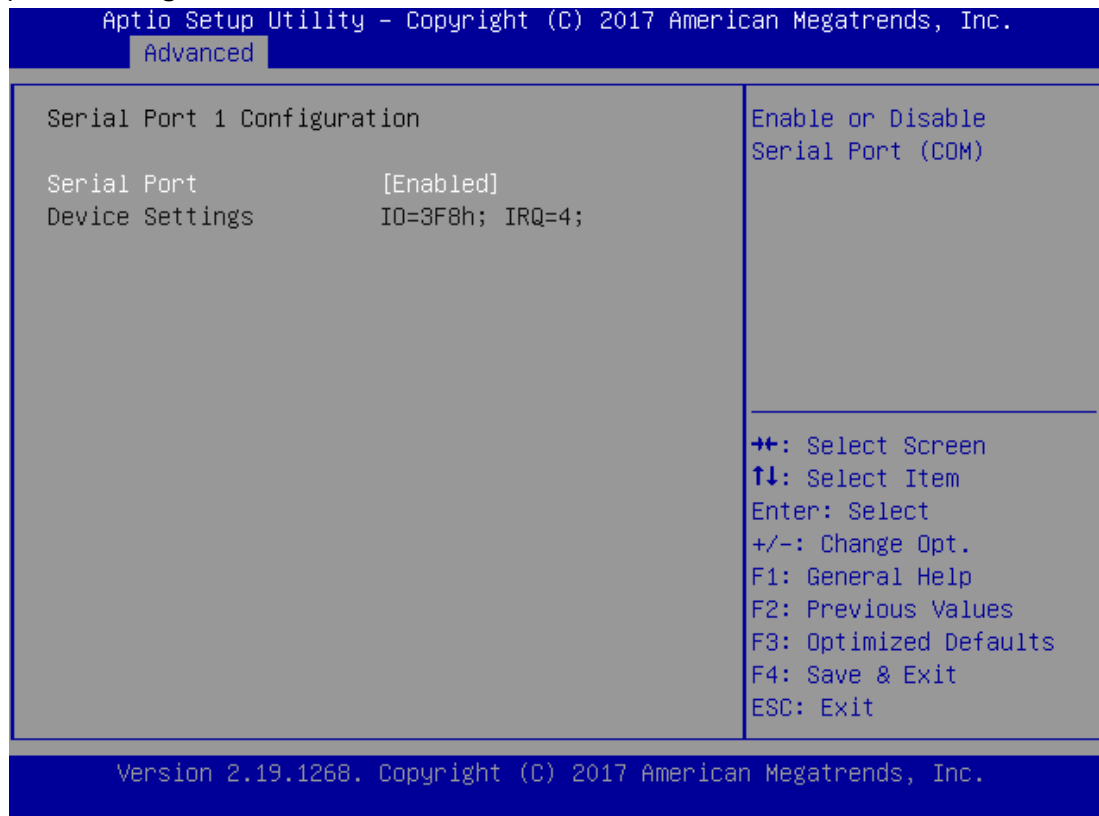 Aptio Setup Utility – Copyright (C) 2017 American Megatrends, Inc.
Advanced
Serial Port 1 Configuration
Serial Port [Enabled]
Device Settings IO=3F8h; IRQ=4;
Enable or Disable
Serial Port (COM)
→←: Select Screen
↑↓: Select Item
Enter: Select
+/-: Change Opt.
F1: General Help
F2: Previous Values
F3: Optimized Defaults
F4: Save & Exit
ESC: Exit
Version 2.19.1268. Copyright (C) 2017 American Megatrends, Inc.